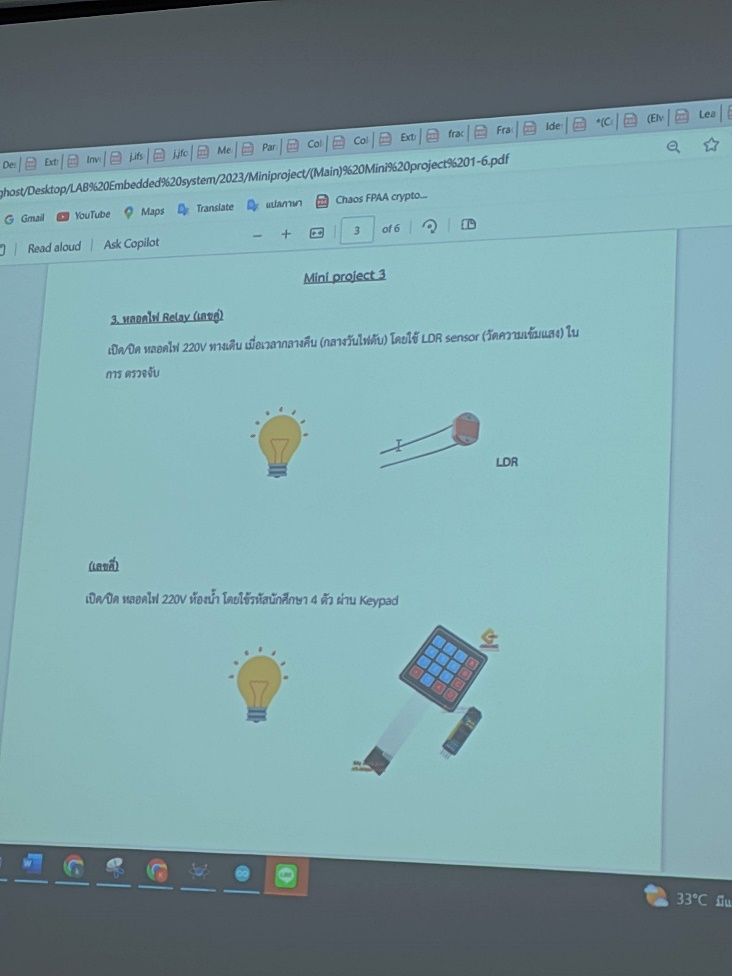 De: Ext Inv j.ifs j.jfc Me Par Col Col Ext frac Fra Ide *(C (Elv Lea
ghost/Desktop/LAB%20Embedded%20system/2023/Miniproject/(Main)%20Mini%20project%201-6.pdf
Gmail YouTube Maps Translate แปลภาษา Chaos FPAA crypto...
Read aloud Ask Copilot 3 of 6
Mini project 3
3. หลอดไฟ Relay (เลขคู่)
เปิด/ปิด หลอดไฟ 220V ทางเดิน เมื่อเวลากลางคืน (กลางวันไฟดับ) โดยใช้ LDR sensor (วัดความเข้มแสง) ใน
การ ตรวจจับ
LDR
(เลขคี่)
เปิด/ปิด หลอดไฟ 220V ห้องน้ำ โดยใช้รหัสนักศึกษา 4 ตัว ผ่าน Keypad
33°C